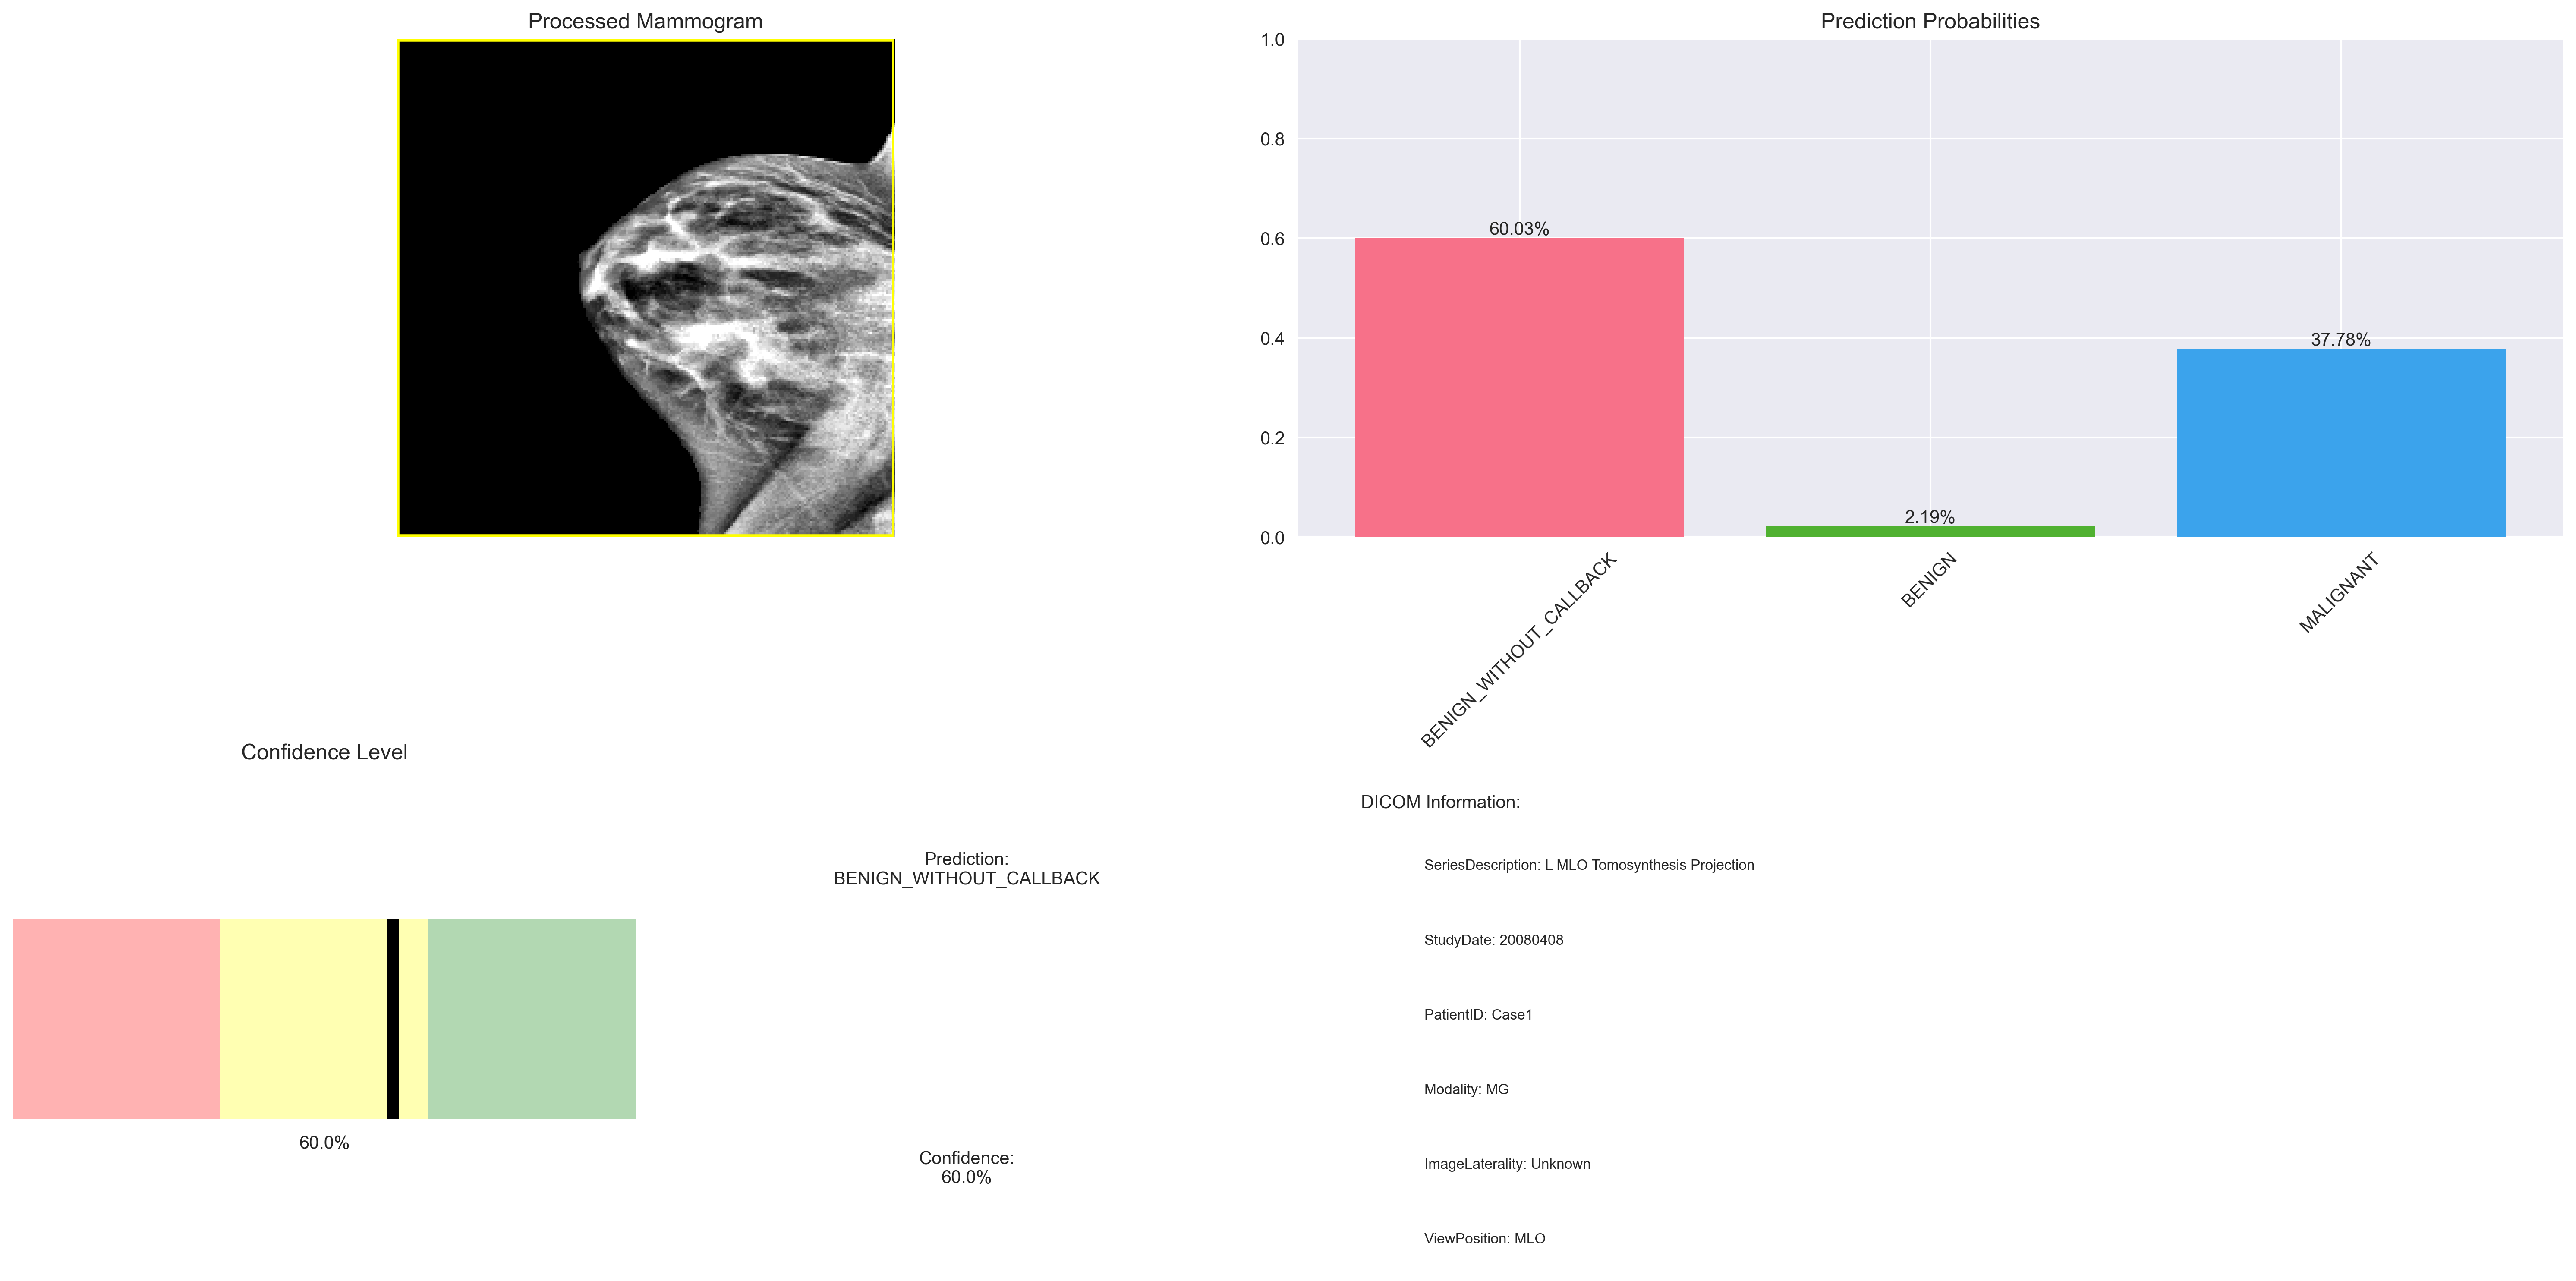 Processed Mammogram
Prediction Probabilities
1.0
0.8
0.6
0.4
0.2
0.0
60.03%
2.19%
37.78%
BENIGN_WITHOUT_CALLBACK
BENIGN
MALIGNANT
Confidence Level
60.0%
Prediction:
BENIGN_WITHOUT_CALLBACK
Confidence:
60.0%
DICOM Information:
SeriesDescription: L MLO Tomosynthesis Projection
StudyDate: 20080408
PatientID: Case1
Modality: MG
ImageLaterality: Unknown
ViewPosition: MLO